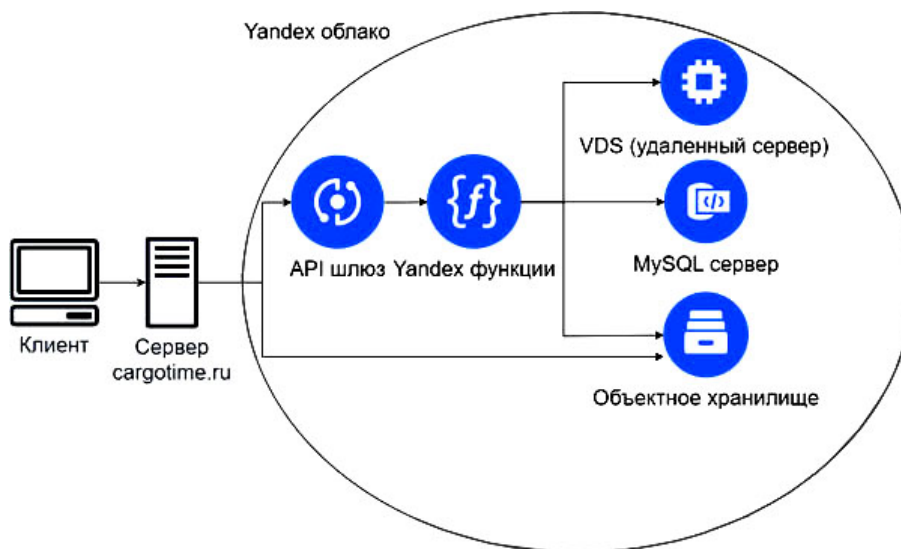 Yandex облако
VDS (удаленный сервер)
API шлюз
Yandex функции
MySQL сервер
Клиент
Сервер
cargotime.ru
Объектное хранилище